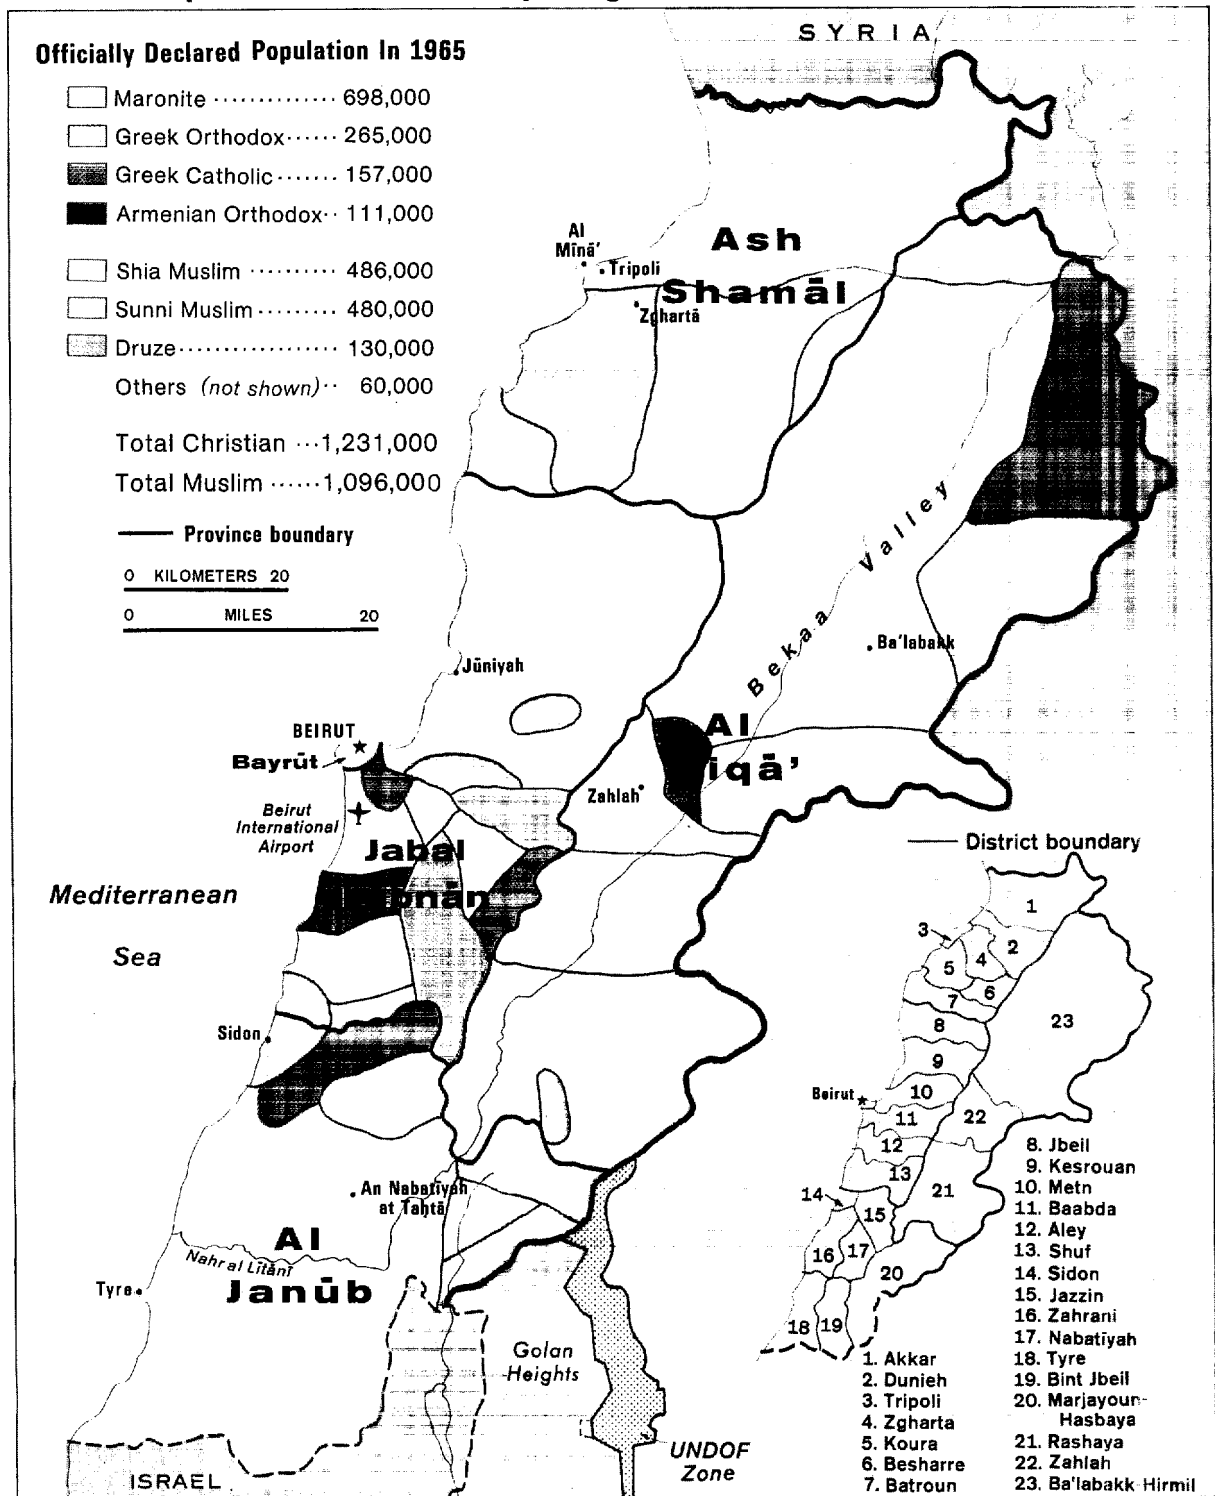 Officially Declared Population In 1965
Maronite .............. 698,000
Greek Orthodox...... 265,000
Greek Catholic....... 157,000
Armenian Orthodox.. 111,000
Shia Muslim .......... 486,000
Sunni Muslim ......... 480,000
Druze.................. 130,000
Others (not shown).. 60,000
Total Christian ...1,231,000
Total Muslim ......1,096,000
Province boundary
0 KILOMETERS 20
0 MILES 20
SYRIA
Al
Mīnā’
Tripoli
Zghartā
Ash
Shamāl
Bekaa Valley
Ba‘labakk
Jūniyah
BEIRUT
Bayrūt
Beirut
International
Airport
Al
iqā’
Zahlah
Jabal
Mediterranean
Sea
Sidon
An Nabatīyah
at Taḥtā
Al
Janūb
Nahr al Līṭānī
Tyre
Golan
Heights
UNDOF
Zone
ISRAEL
District boundary
1
2
3
4
5
6
7
8
9
10
11
12
13
14
15
16
17
18
19
20
21
22
23
Beirut
1. Akkar
2. Dunieh
3. Tripoli
4. Zgharta
5. Koura
6. Besharre
7. Batroun
8. Jbeil
9. Kesrouan
10. Metn
11. Baabda
12. Aley
13. Shuf
14. Sidon
15. Jazzin
16. Zahrani
17. Nabatīyah
18. Tyre
19. Bint Jbeil
20. Marjayoun-
Hasbaya
21. Rashaya
22. Zahlah
23. Ba'labakk-Hirmil